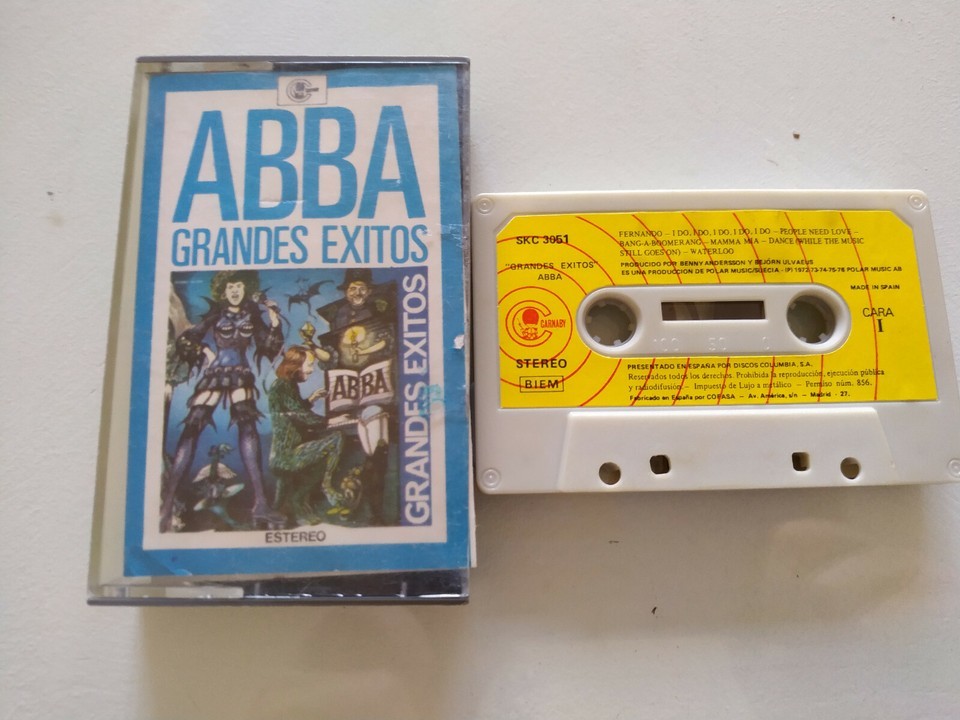 ABBA
GRANDES EXITOS
GRANDES EXITOS
ABBA
ESTEREO
SKC 3051
"GRANDES EXITOS"
ABBA
FERNANDO – I DO, I DO, I DO, I DO, I DO – PEOPLE NEED LOVE –
BANG-A-BOOMERANG – MAMMA MIA – DANCE (WHILE THE MUSIC
STILL GOES ON) – WATERLOO
PRODUCIDO POR BENNY ANDERSSON Y BJÖRN ULVAEUS
ES UNA PRODUCCION DE POLAR MUSIC/SUECIA - (P) 1972-73-74-75-76 POLAR MUSIC AB
MADE IN SPAIN
CARA
I
CARNABY
STEREO
BIEM
100 50 0
PRESENTADO EN ESPAÑA POR DISCOS COLUMBIA, S.A.
Reservados todos los derechos. Prohibida la reproducción, ejecución pública
y radiodifusión – Impuesto de Lujo a metálico – Permiso núm. 856.
Fabricado en España por COFASA – Av. América, s/n – Madrid - 27.